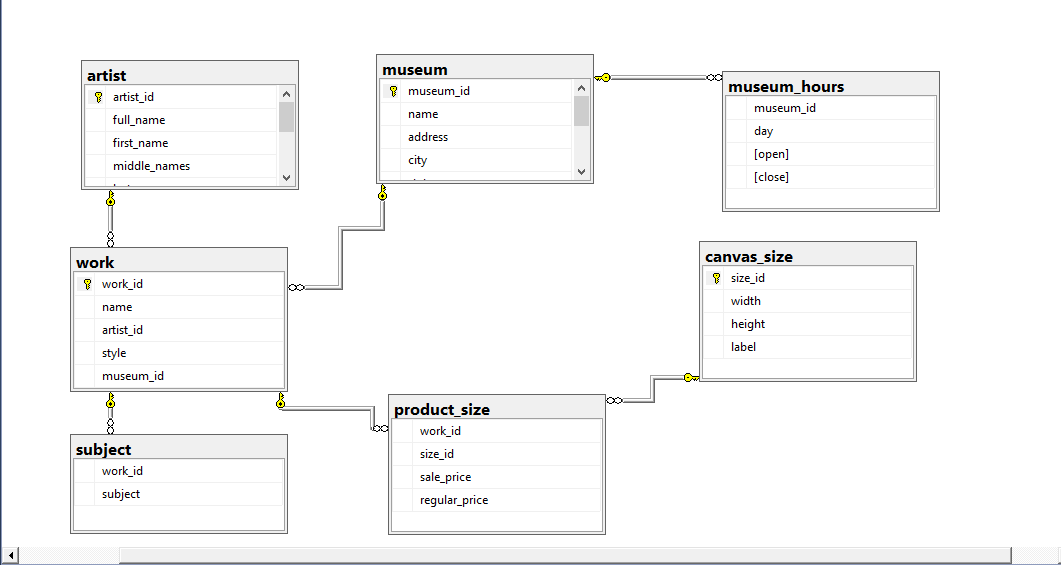 artist
artist_id
full_name
first_name
middle_names
museum
museum_id
name
address
city
museum_hours
museum_id
day
[open]
[close]
work
work_id
name
artist_id
style
museum_id
canvas_size
size_id
width
height
label
subject
work_id
subject
product_size
work_id
size_id
sale_price
regular_price